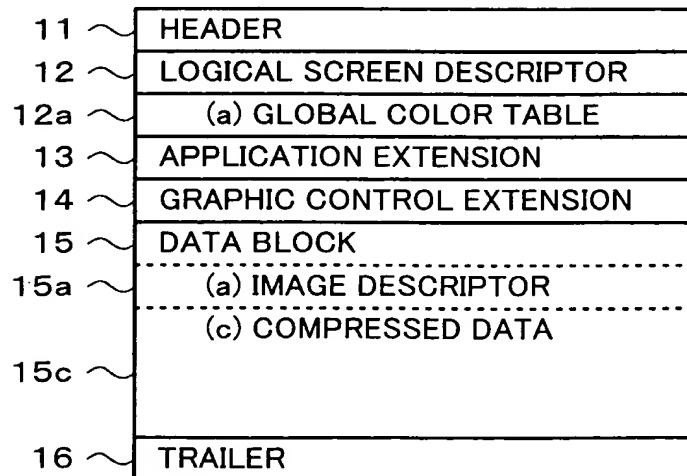 11 HEADER
12 LOGICAL SCREEN DESCRIPTOR
12a (a) GLOBAL COLOR TABLE
13 APPLICATION EXTENSION
14 GRAPHIC CONTROL EXTENSION
15 DATA BLOCK
15a (a) IMAGE DESCRIPTOR
(c) COMPRESSED DATA
15c
16 TRAILER